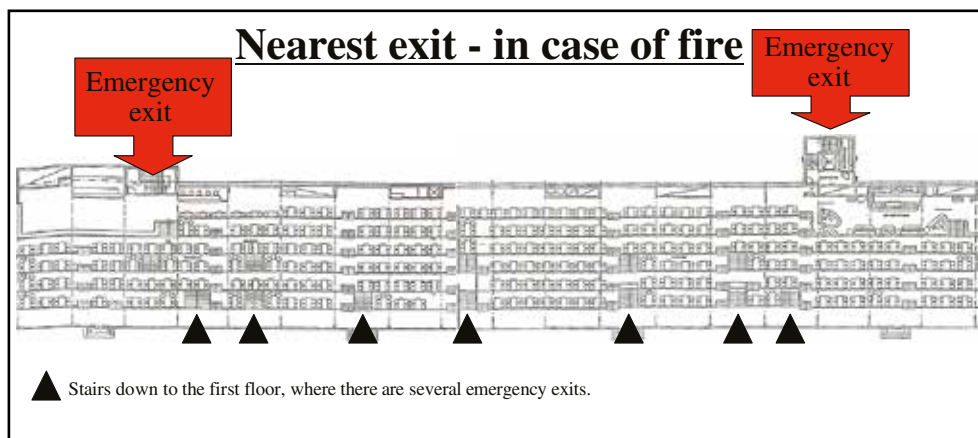 Nearest exit - in case of fire
Emergency
exit
Emergency
exit
Stairs down to the first floor, where there are several emergency exits.